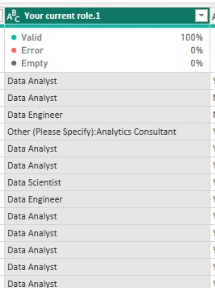 ABC Your current role.1
Valid 100%
Error 0%
Empty 0%
Data Analyst
Data Analyst
Data Engineer
Other (Please Specify):Analytics Consultant
Data Analyst
Data Analyst
Data Scientist
Data Engineer
Data Analyst
Data Analyst
Data Analyst
Data Analyst
Data Analyst